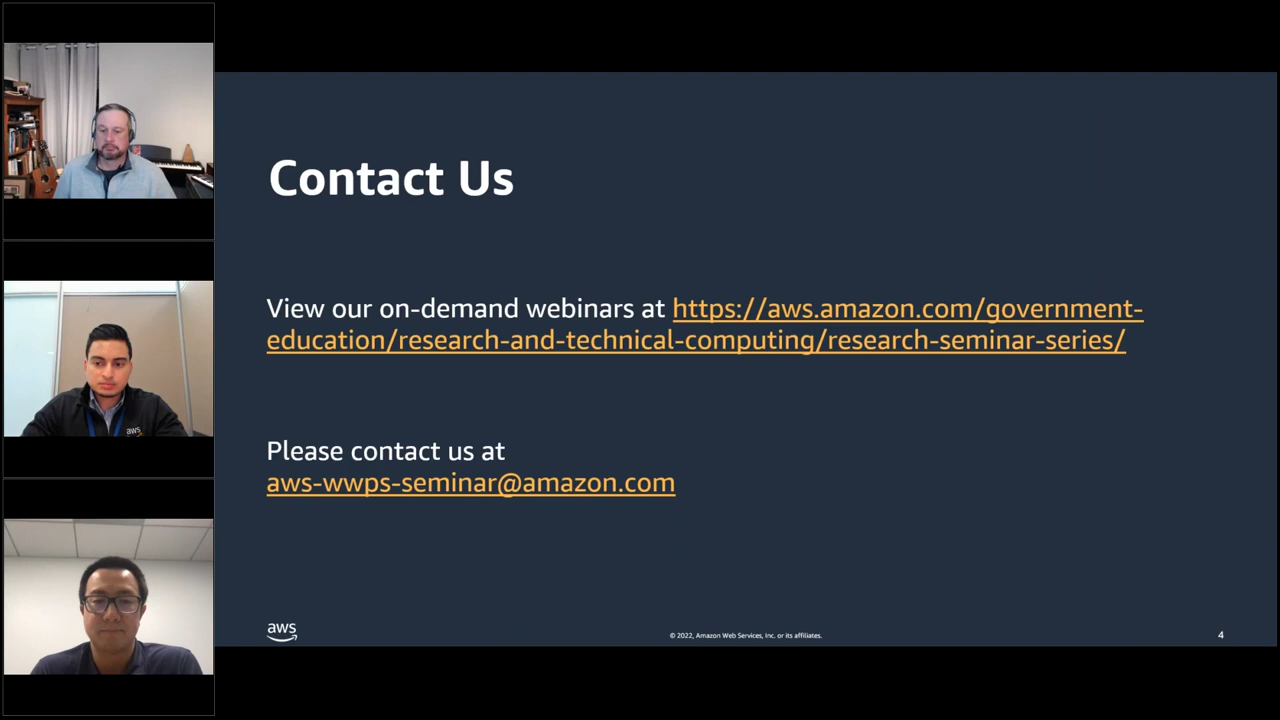 Contact Us
View our on-demand webinars at https://aws.amazon.com/government-
education/research-and-technical-computing/research-seminar-series/
Please contact us at
aws-wwps-seminar@amazon.com
aws
aws
© 2022, Amazon Web Services, Inc. or its affiliates.
4